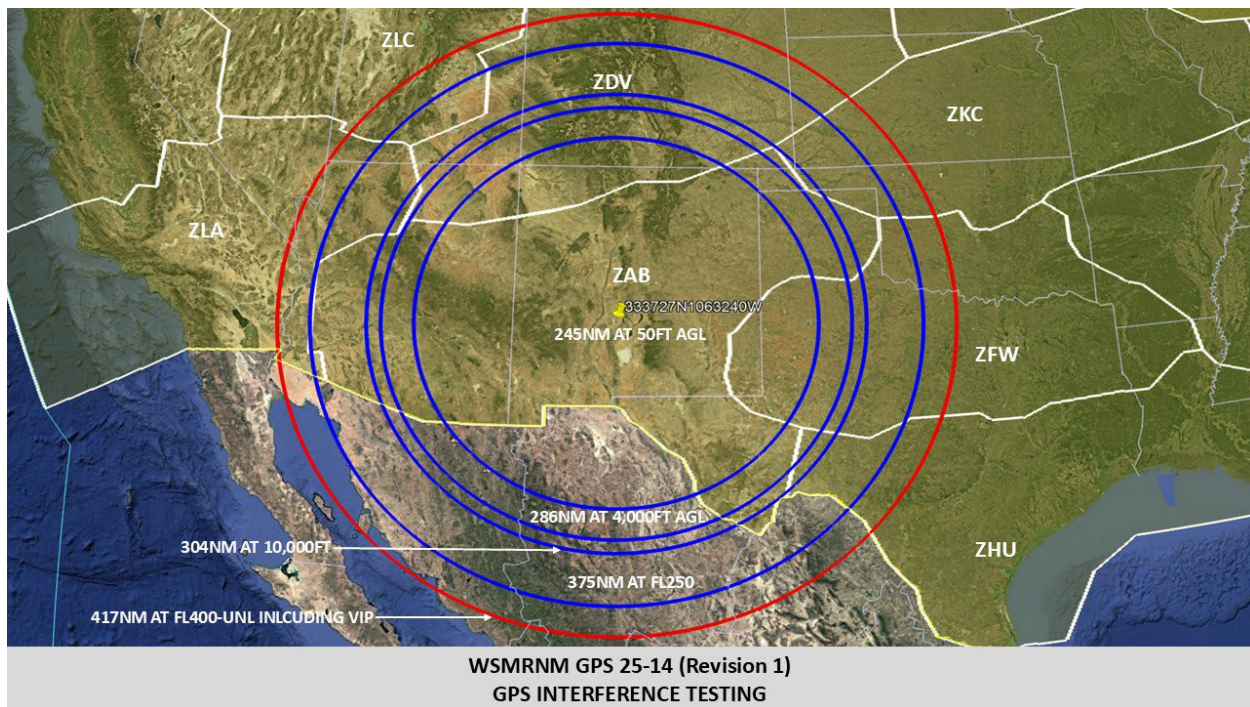 ZLC
ZDV
ZKC
ZLA
ZAB
333727N1063240W
245NM AT 50FT AGL
ZFW
286NM AT 4,000FT AGL
304NM AT 10,000FT
ZHU
375NM AT FL250
417NM AT FL400-UNL INLCUDING VIP
WSMRNM GPS 25-14 (Revision 1)
GPS INTERFERENCE TESTING